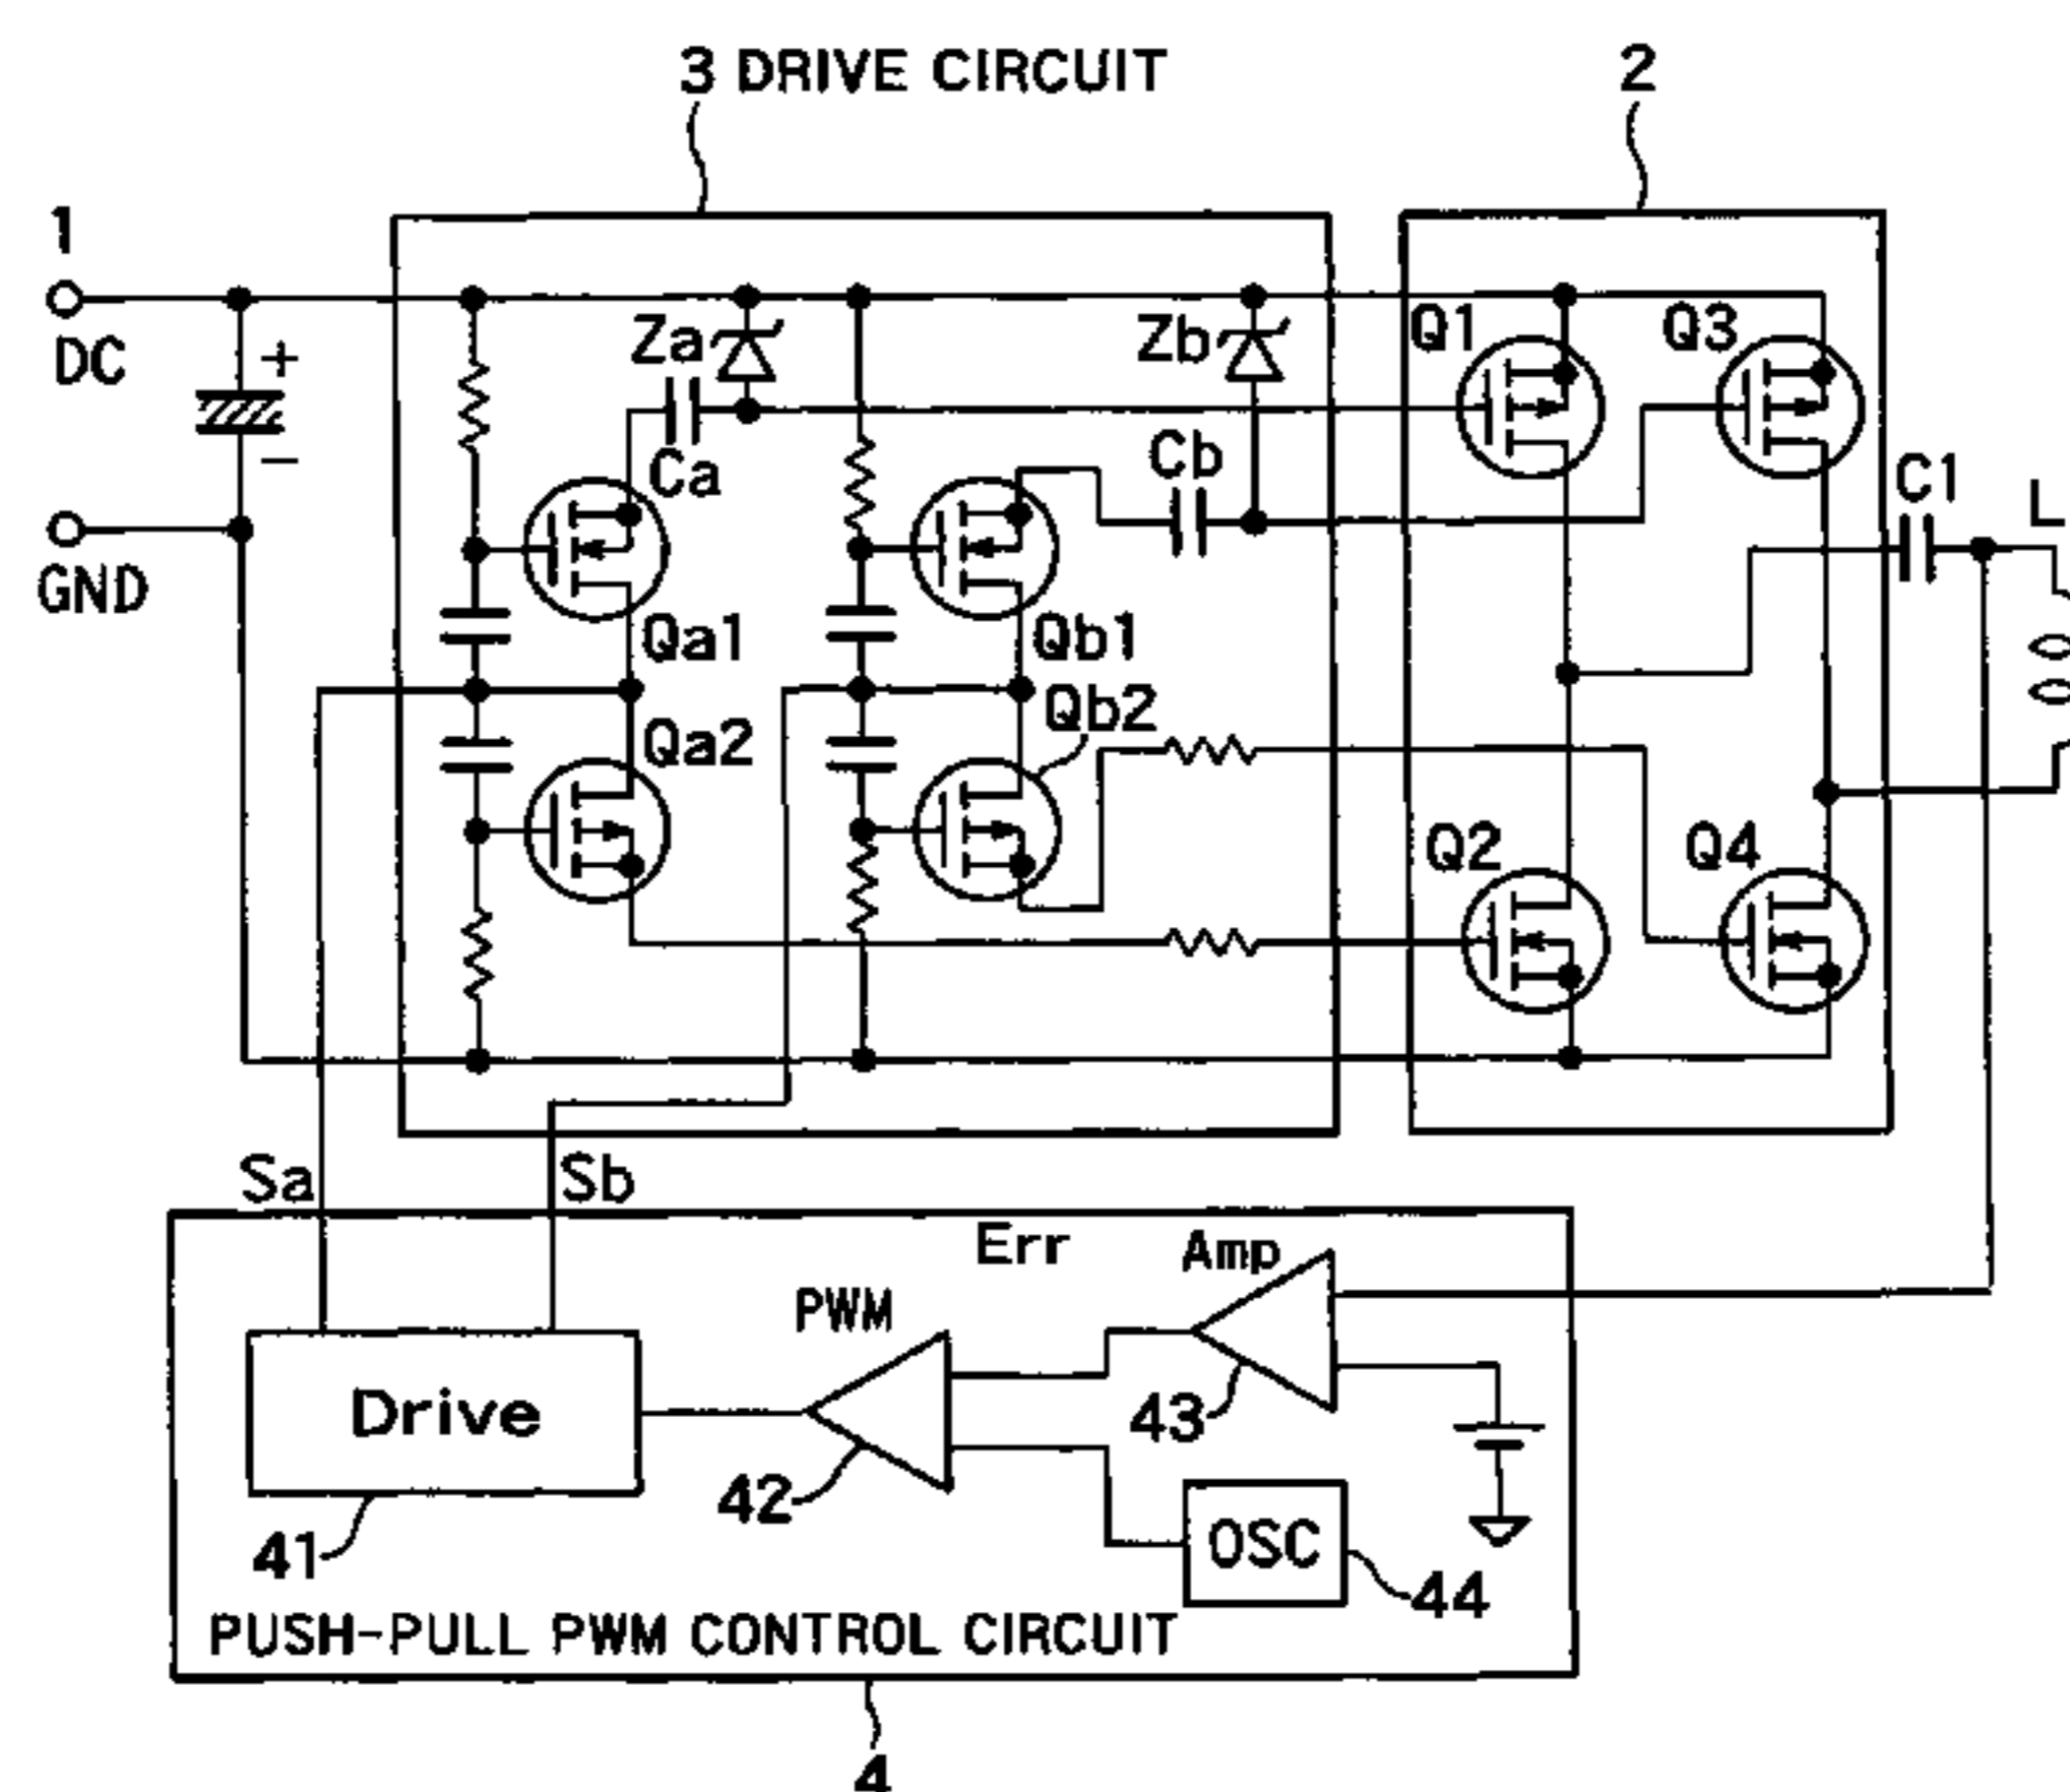 3 DRIVE CIRCUIT
2
1
DC
+
−
GND
Za
Zb
Q1
Q3
Ca
Cb
C1
L
Qa1
Qb1
Qa2
Qb2
Q2
Q4
Sa
Sb
Err Amp
PWM
Drive
43
42
41
OSC
44
PUSH-PULL PWM CONTROL CIRCUIT
4